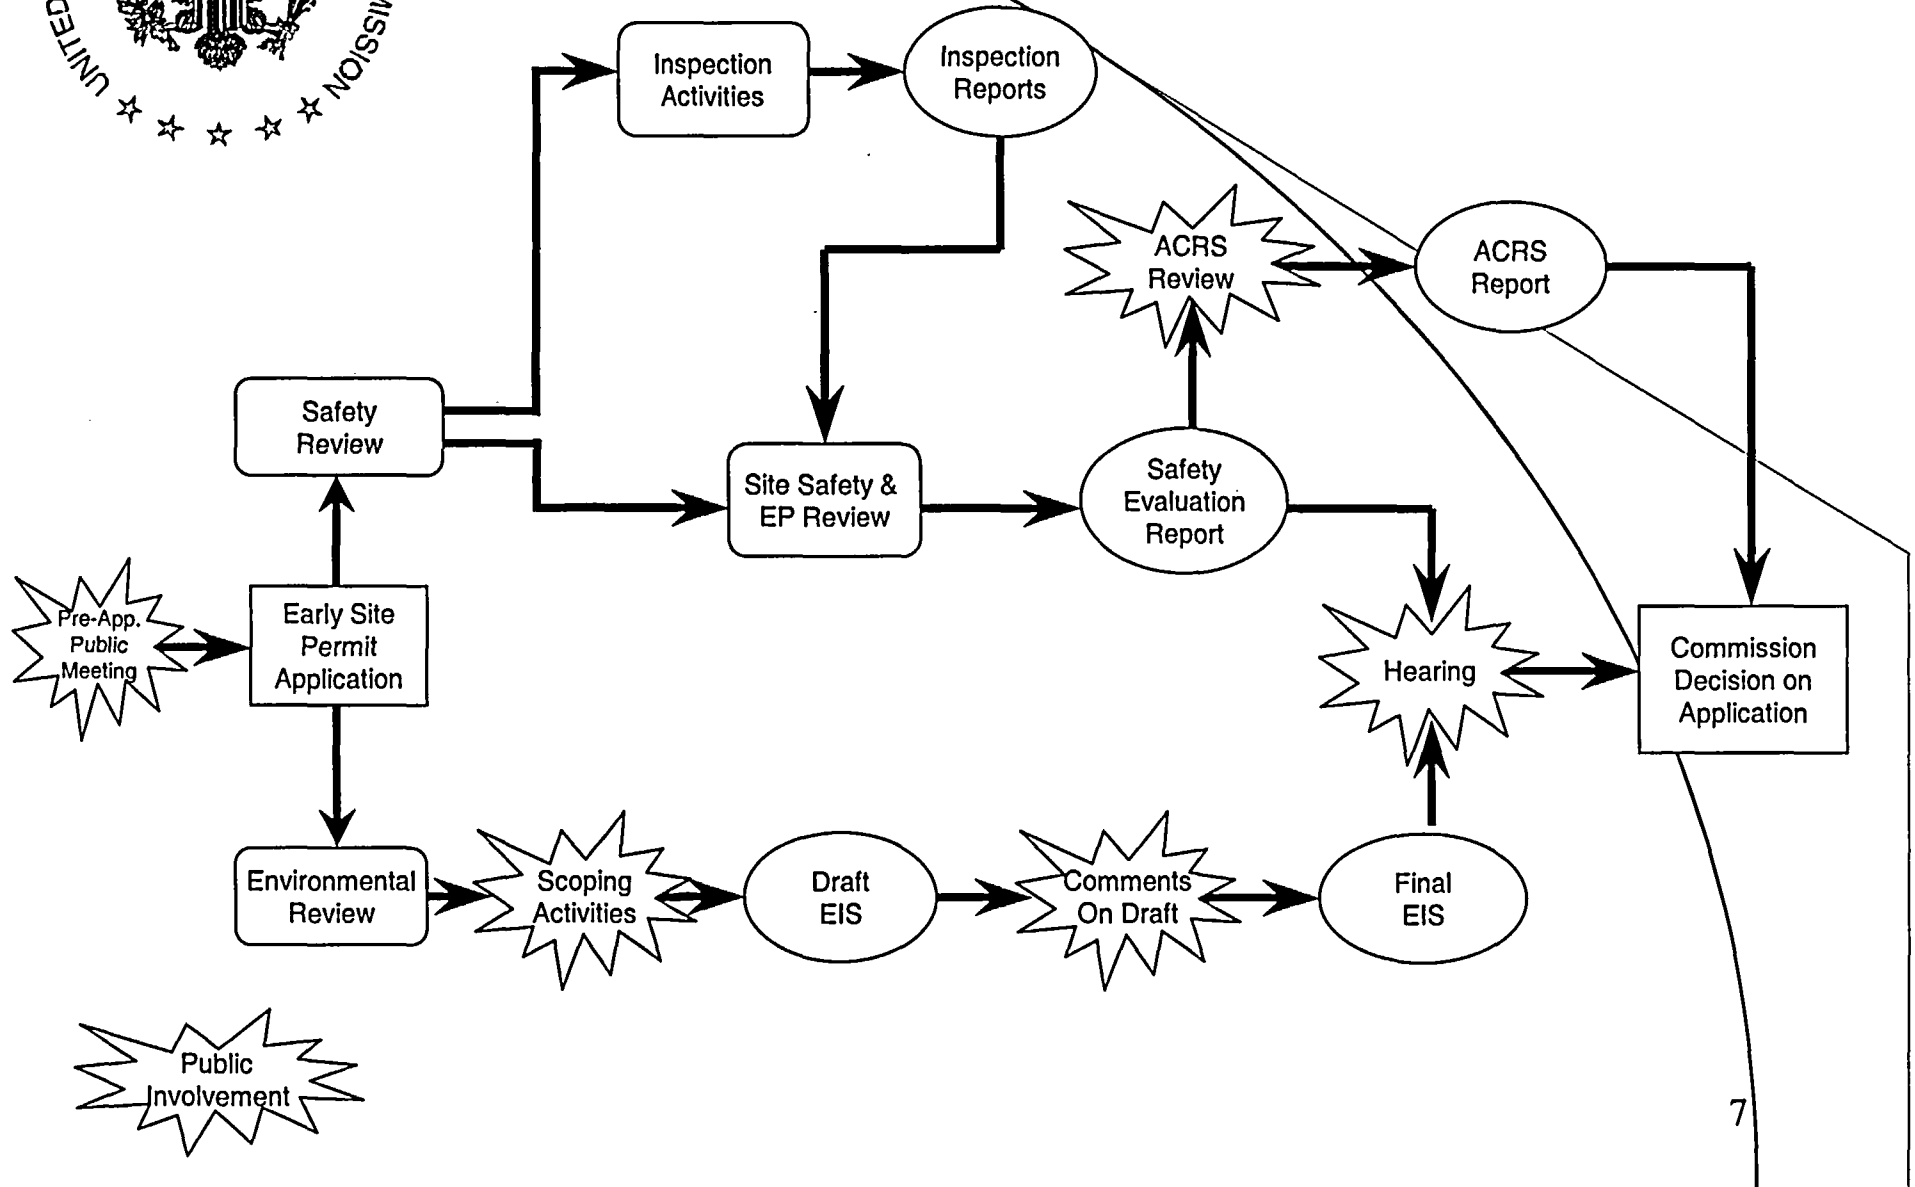 UNITED
MISSION
Inspection
Activities
Inspection
Reports
ACRS
Review
ACRS
Report
Safety
Review
Site Safety &
EP Review
Safety
Evaluation
Report
Pre-App.
Public
Meeting
Early Site
Permit
Application
Hearing
Commission
Decision on
Application
Environmental
Review
Scoping
Activities
Draft
EIS
Comments
On Draft
Final
EIS
Public
Involvement
7